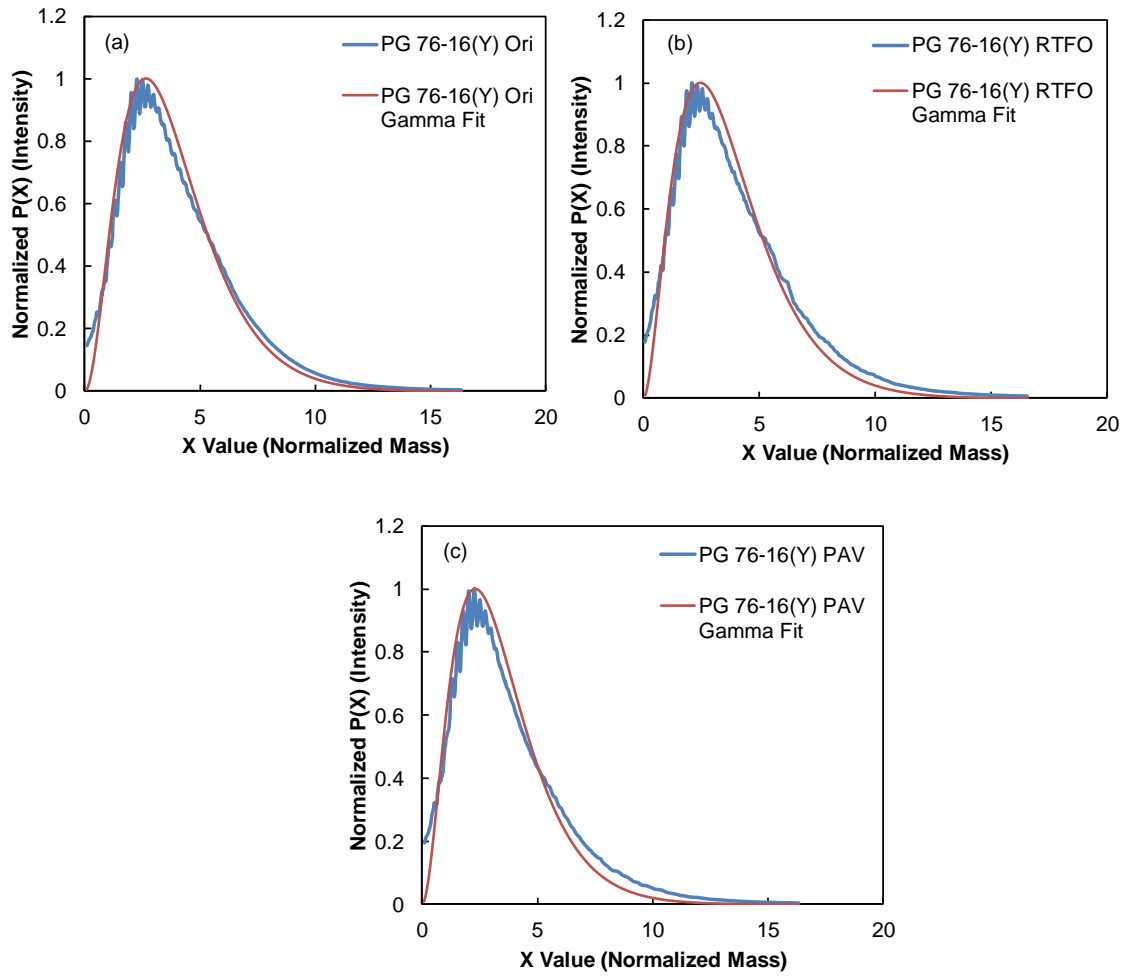 (a)
PG 76-16(Y) Ori
PG 76-16(Y) Ori
Gamma Fit
Normalized P(X) (Intensity)
1.2
1
0.8
0.6
0.4
0.2
0
0 5 10 15 20
X Value (Normalized Mass)
(b)
PG 76-16(Y) RTFO
PG 76-16(Y) RTFO
Gamma Fit
Normalized P(X) (Intensity)
1.2
1
0.8
0.6
0.4
0.2
0
0 5 10 15 20
X Value (Normalized Mass)
(c)
PG 76-16(Y) PAV
PG 76-16(Y) PAV
Gamma Fit
Normalized P(X) (Intensity)
1.2
1
0.8
0.6
0.4
0.2
0
0 5 10 15 20
X Value (Normalized Mass)